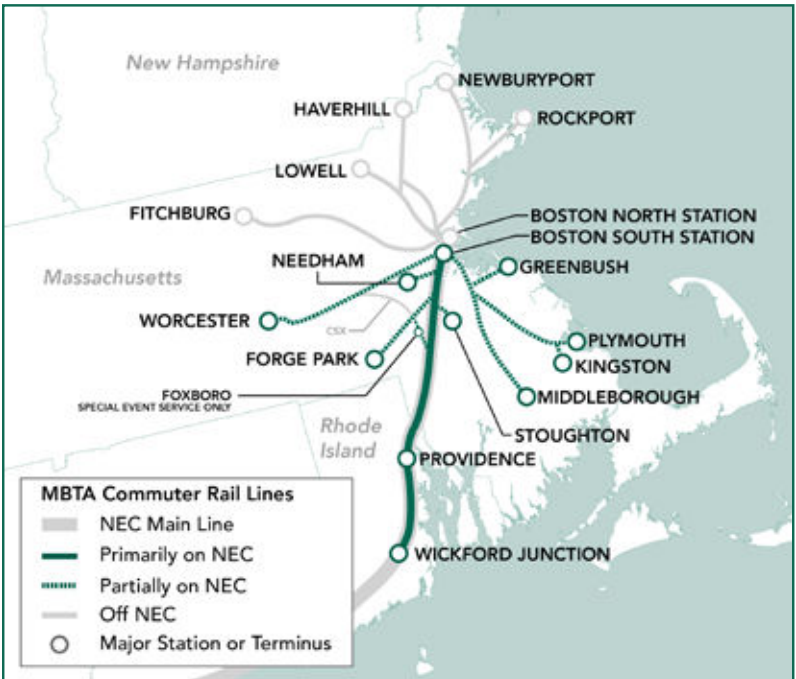 New Hampshire
NEWBURYPORT
HAVERHILL
ROCKPORT
LOWELL
FITCHBURG
BOSTON NORTH STATION
BOSTON SOUTH STATION
NEEDHAM
GREENBUSH
Massachusetts
WORCESTER
CSX
PLYMOUTH
FORGE PARK
KINGSTON
FOXBORO
SPECIAL EVENT SERVICE ONLY
MIDDLEBOROUGH
Rhode
Island
STOUGHTON
PROVIDENCE
MBTA Commuter Rail Lines
NEC Main Line
Primarily on NEC
WICKFORD JUNCTION
Partially on NEC
Off NEC
Major Station or Terminus